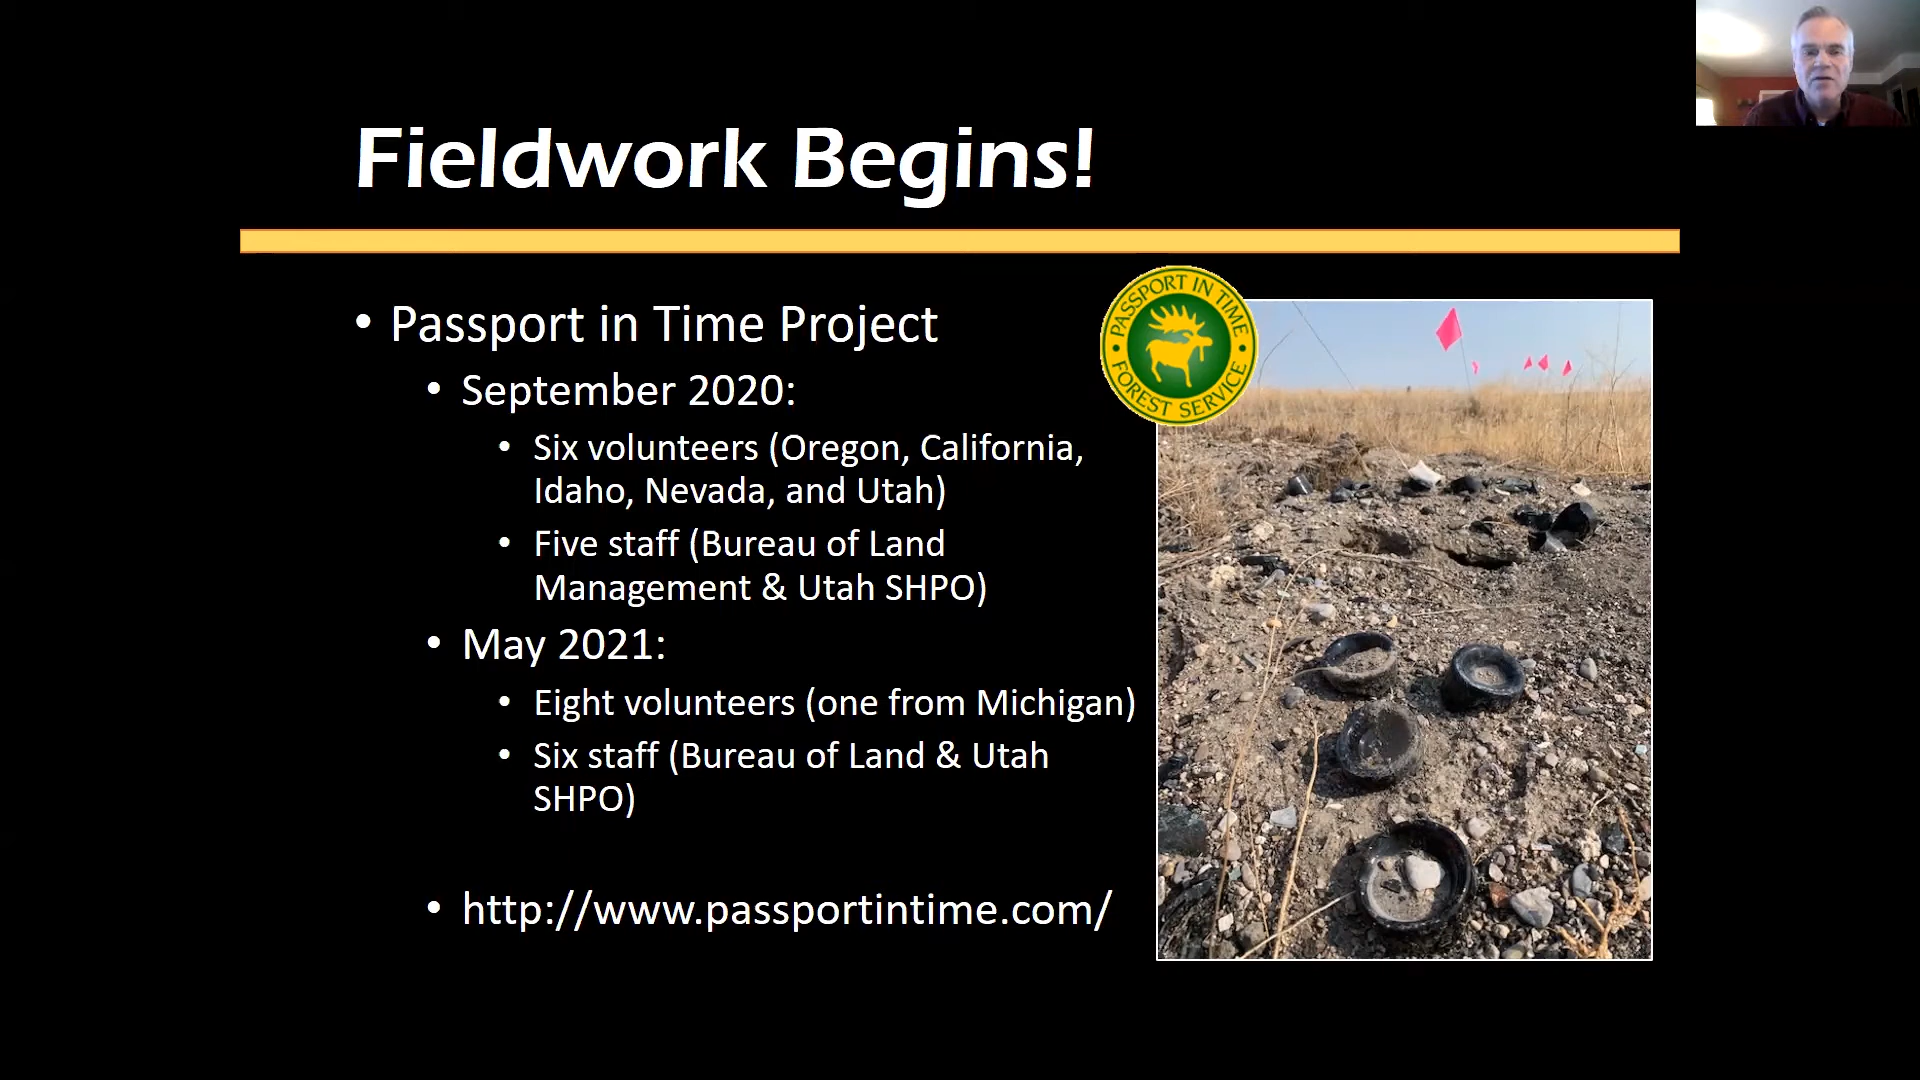 Fieldwork Begins!
• Passport in Time Project
• September 2020:
• Six volunteers (Oregon, California,
Idaho, Nevada, and Utah)
• Five staff (Bureau of Land
Management & Utah SHPO)
• May 2021:
• Eight volunteers (one from Michigan)
• Six staff (Bureau of Land & Utah
SHPO)
• http://www.passportintime.com/
PASSPORT IN TIME
FOREST SERVICE